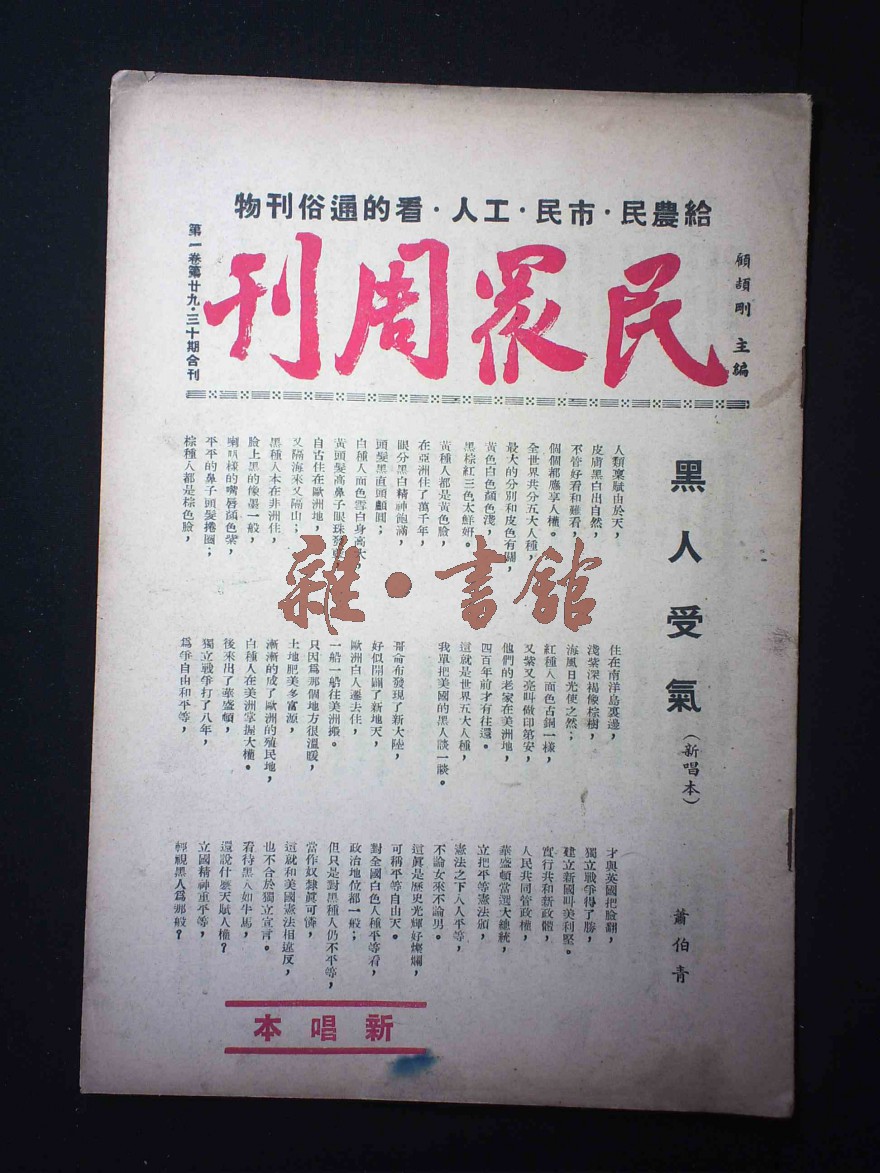 給農民·市民·工人·看的通俗刊物
民眾周刊
顧頡剛 主編
第一卷第廿九·三十期合刊
黑人受氣(新唱本)
蕭伯青
人類稟賦由於天,
皮膚黑白出自然,
不管好看和難看,
個個都應享人權。
全世界共分五大人種,
最大的分別和皮色有關,
黃色白色顏色淺,
黑棕紅三色太鮮妍。
黃種人都是黃色臉,
在亞洲住了萬千年,
眼分黑白精神飽滿,
頭髮黑直頭顱圓;
白種人面色雪白身高大,
黃頭髮高鼻子眼珠發
自古住在歐洲地,
又隔海來又隔山;
黑種人本在非洲住,
臉上黑的像墨一般,
喇叭樣的嘴唇顏色紫,
平平的鼻子頭髮捲圈;
棕種人都是棕色臉,
住在南洋島裏邊,
淺紫深褐像棕樹,
海風日光使之然;
紅種人面色古銅一樣,
又紫又亮叫做印第安,
他們的老家在美洲地,
四百年前才有往還。
這就是世界五大人種,
我單把美國的黑人談一談。
哥侖布發現了新大陸,
好似開闢了新地天,
歐洲白人遷去住,
一船一船往美洲搬。
只因為那個地方很溫暖,
土地肥美多富源,
漸漸的成了歐洲的殖民地,
白種人在美洲掌握大權。
後來出了華盛頓,
獨立戰爭打了八年,
為爭自由和平等,
才與英國把臉翻,
獨立戰爭得了勝,
建立新國叫美利堅。
實行共和新政體,
人民共同管政權,
華盛頓當選大總統,
立把平等憲法頒,
憲法之下人人平等,
不論女來不論男。
這真是歷史光輝好燦爛,
可稱平等自由天。
對全國白色人種平等看,
政治地位都一般;
但只是對黑種人仍不平等,
當作奴隸真可憐,
這就和美國憲法相違反,
也不合於獨立宣言。
看待黑人如牛馬,
還說什麼天賦人權?
立國精神重平等,
輕視黑人為那般?
新唱本
雜·書館